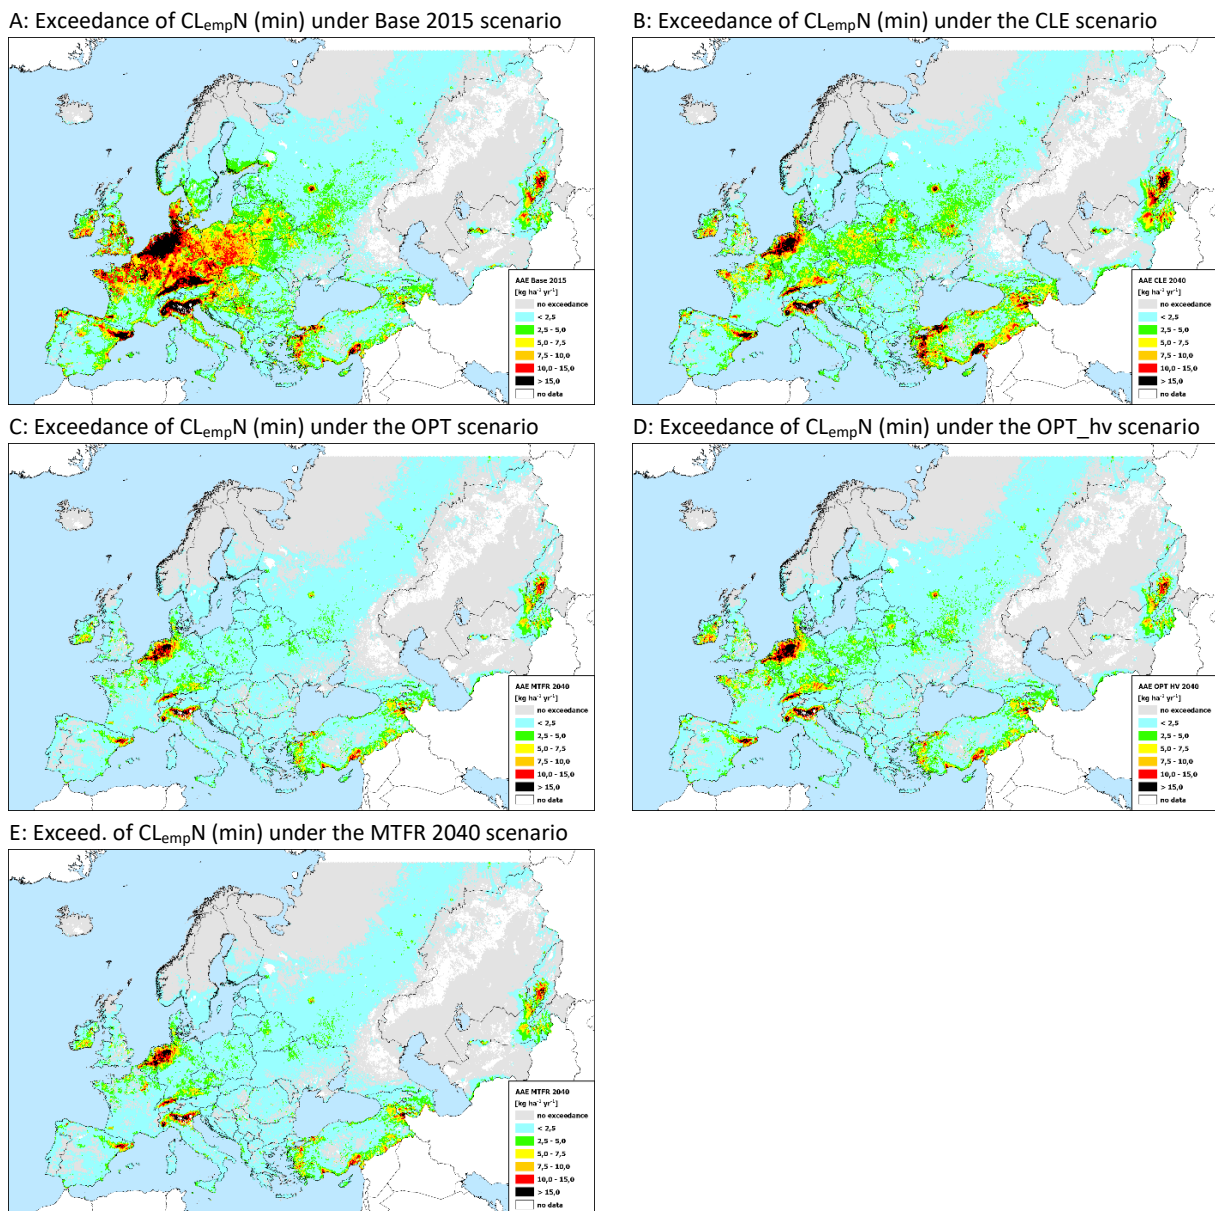 A: Exceedance of CLempN (min) under Base 2015 scenario
B: Exceedance of CLempN (min) under the CLE scenario
AAE Base 2015
[kg ha-1 yr-1]
no exceedance
< 2,5
2,5 - 5,0
5,0 - 7,5
7,5 - 10,0
10,0 - 15,0
> 15,0
no data
AAE CLE 2040
[kg ha-1 yr-1]
no exceedance
< 2,5
2,5 - 5,0
5,0 - 7,5
7,5 - 10,0
10,0 - 15,0
> 15,0
no data
C: Exceedance of CLempN (min) under the OPT scenario
D: Exceedance of CLempN (min) under the OPT_hv scenario
AAE MTFR 2040
[kg ha-1 yr-1]
no exceedance
< 2,5
2,5 - 5,0
5,0 - 7,5
7,5 - 10,0
10,0 - 15,0
> 15,0
no data
AAE OPT HV 2040
[kg ha-1 yr-1]
no exceedance
< 2,5
2,5 - 5,0
5,0 - 7,5
7,5 - 10,0
10,0 - 15,0
> 15,0
no data
E: Exceed. of CLempN (min) under the MTFR 2040 scenario
AAE MTFR 2040
[kg ha-1 yr-1]
no exceedance
< 2,5
2,5 - 5,0
5,0 - 7,5
7,5 - 10,0
10,0 - 15,0
> 15,0
no data